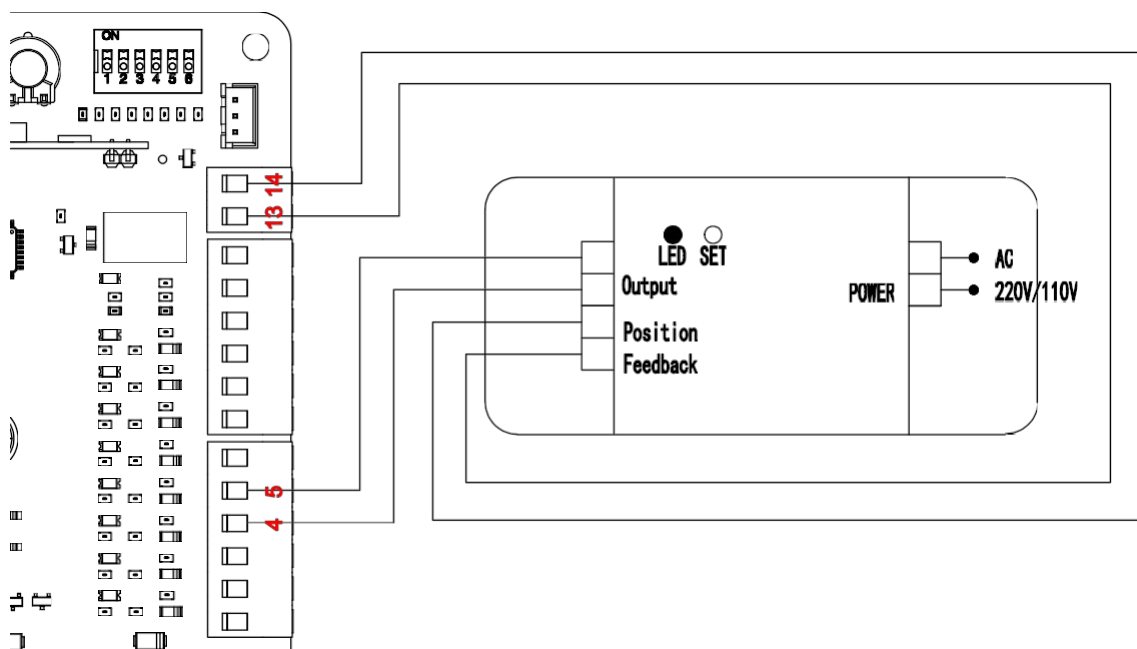 ON
1 2 3 4 5 6
14
13
LED SET
Output
Position
Feedback
POWER
AC
220V/110V
5
4